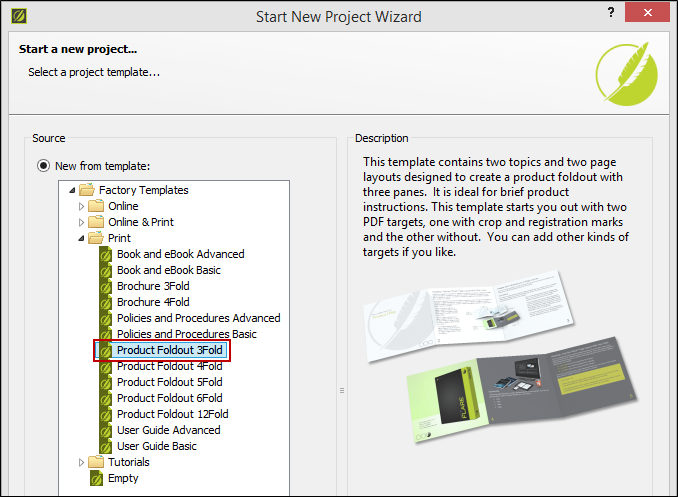 Start New Project Wizard
?
Start a new project...
Select a project template...
Source
New from template:
Factory Templates
Online
Online & Print
Print
Book and eBook Advanced
Book and eBook Basic
Brochure 3Fold
Brochure 4Fold
Policies and Procedures Advanced
Policies and Procedures Basic
Product Foldout 3Fold
Product Foldout 4Fold
Product Foldout 5Fold
Product Foldout 6Fold
Product Foldout 12Fold
User Guide Advanced
User Guide Basic
Tutorials
Empty
Description
This template contains two topics and two page
layouts designed to create a product foldout with
three panes.  It is ideal for brief product
instructions. This template starts you out with two
PDF targets, one with crop and registration marks
and the other without.  You can add other kinds of
targets if you like.
FLARE